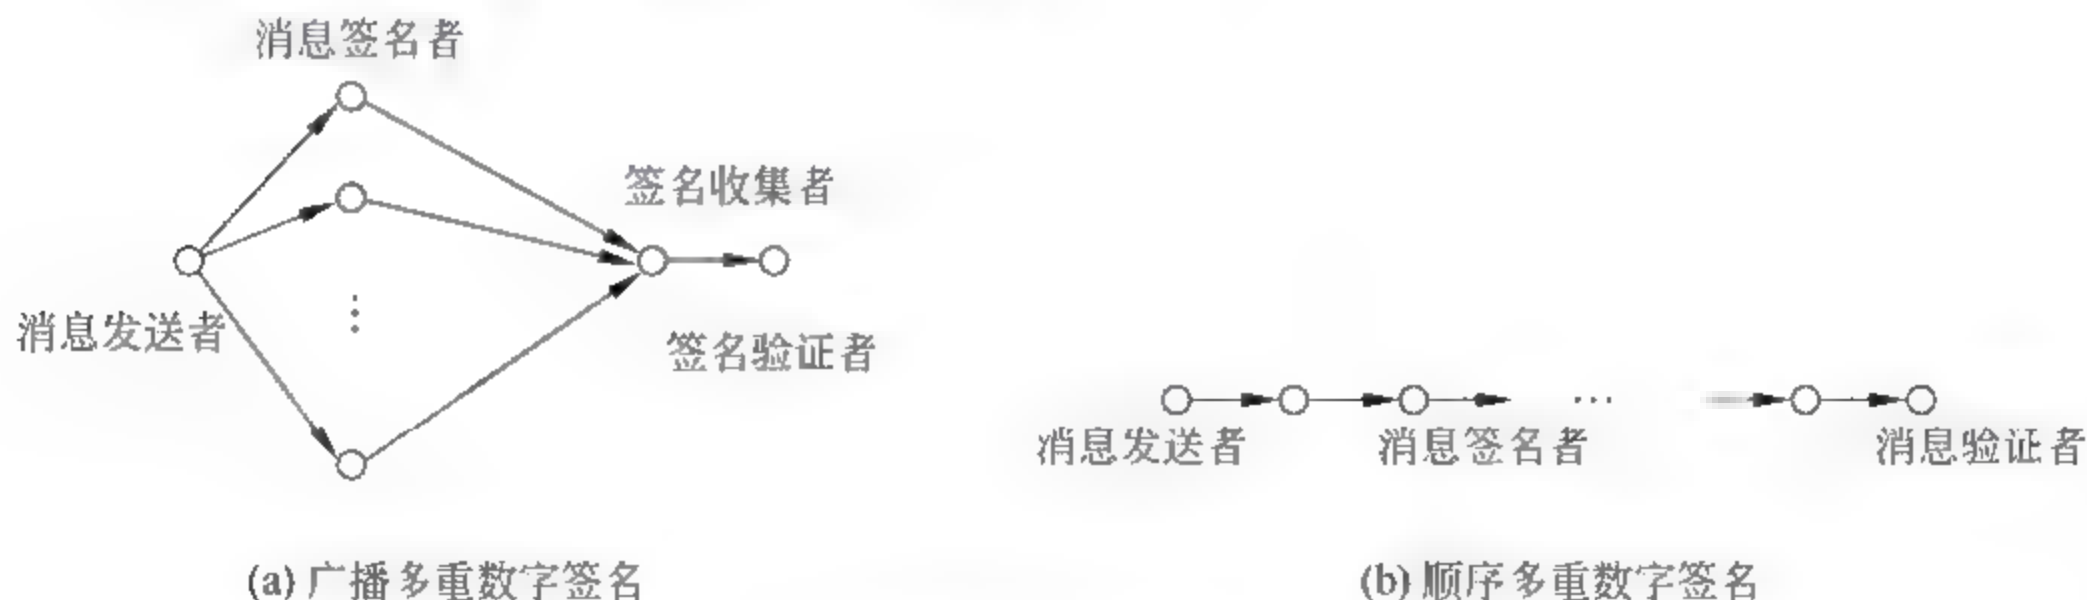 消息签名者
签名收集者
消息发送者
签名验证者
(a) 广播多重数字签名
⋯
消息发送者
消息签名者
消息验证者
(b) 顺序多重数字签名